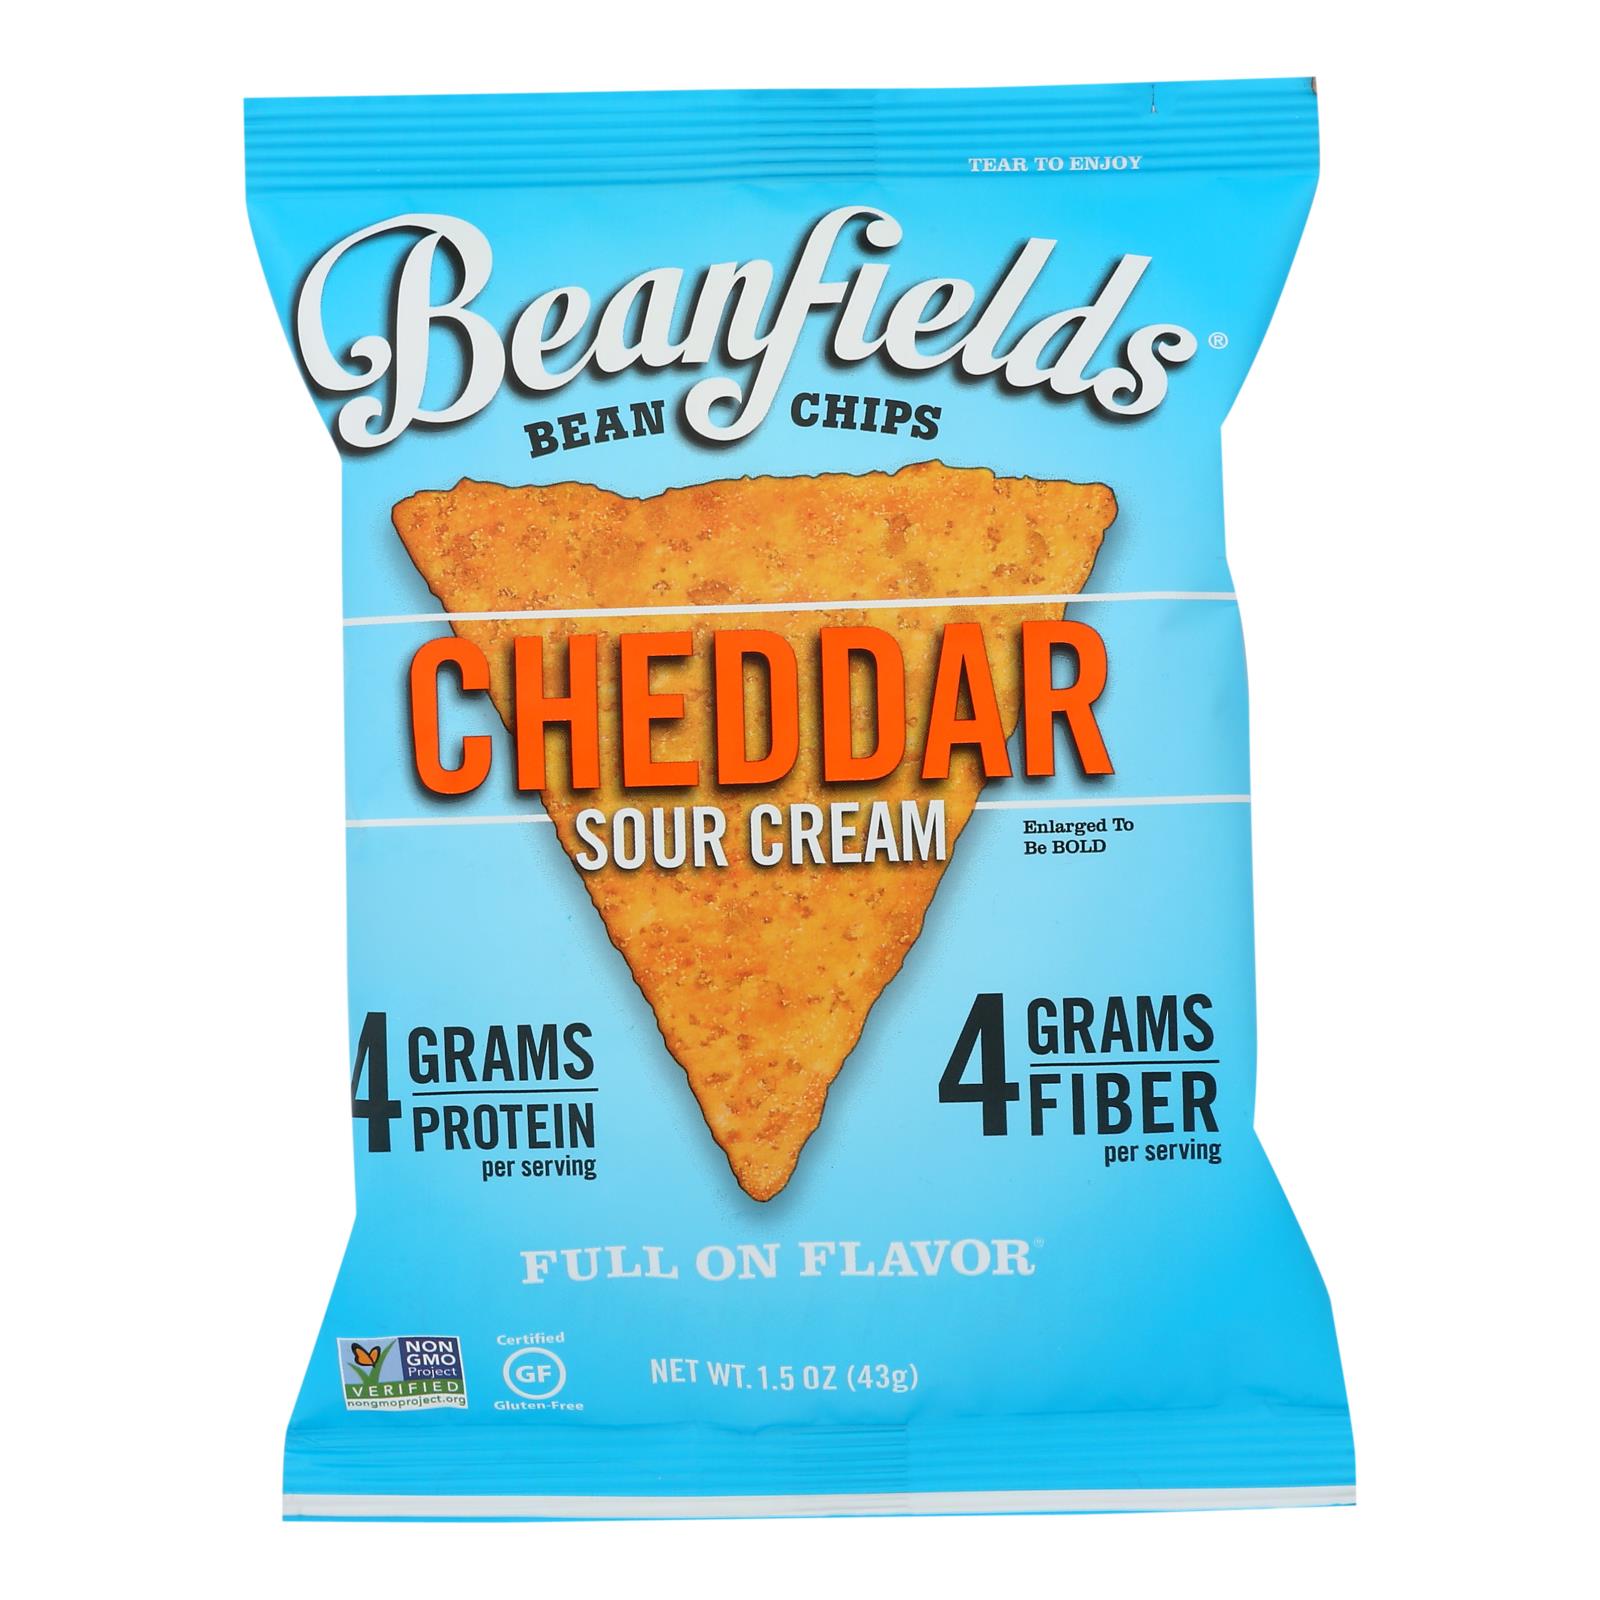 TEAR TO ENJOY
Beanfields®
BEAN CHIPS
CHEDDAR
SOUR CREAM
Enlarged To
Be BOLD
4 GRAMS
PROTEIN
per serving
4 GRAMS
FIBER
per serving
FULL ON FLAVOR
NON
GMO
Project
VERIFIED
nongmoproject.org
Certified
GF
Gluten-Free
NET WT. 1.5 OZ (43g)